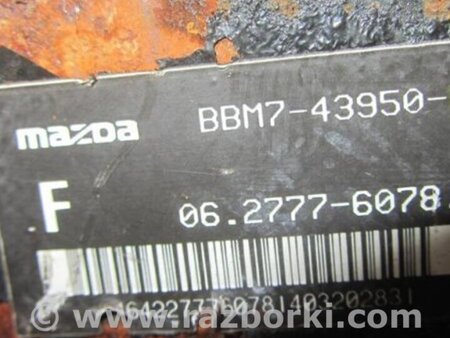 mazda BBM7-43950-
F 06.2777-6078.
www.razborki.com